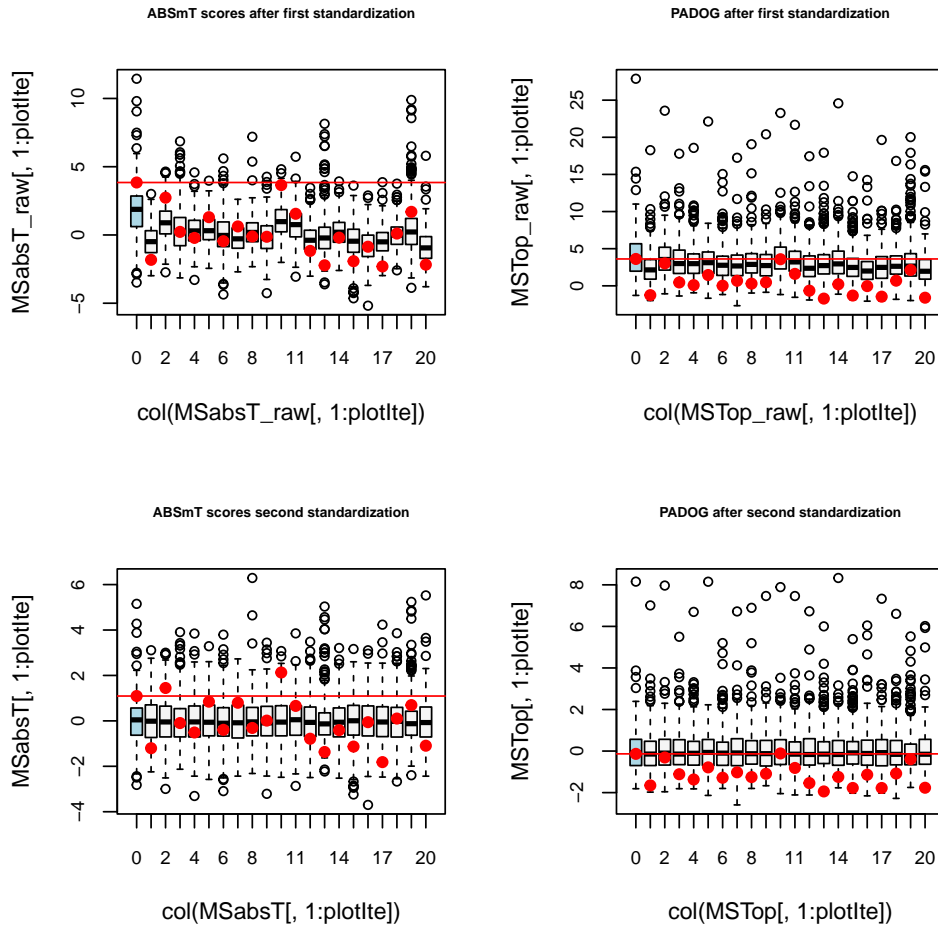 ABSmT scores after first standardization
MSabsT_raw[, 1:plotIte]
10
5
0
−5
0 2 4 6 8 11 14 17 20
col(MSabsT_raw[, 1:plotIte])
PADOG after first standardization
MSTop_raw[, 1:plotIte]
25
20
15
10
5
0
0 2 4 6 8 11 14 17 20
col(MSTop_raw[, 1:plotIte])
ABSmT scores second standardization
MSabsT[, 1:plotIte]
6
4
2
0
−2
−4
0 2 4 6 8 11 14 17 20
col(MSabsT[, 1:plotIte])
PADOG after second standardization
MSTop[, 1:plotIte]
8
6
4
2
0
−2
0 2 4 6 8 11 14 17 20
col(MSTop[, 1:plotIte])